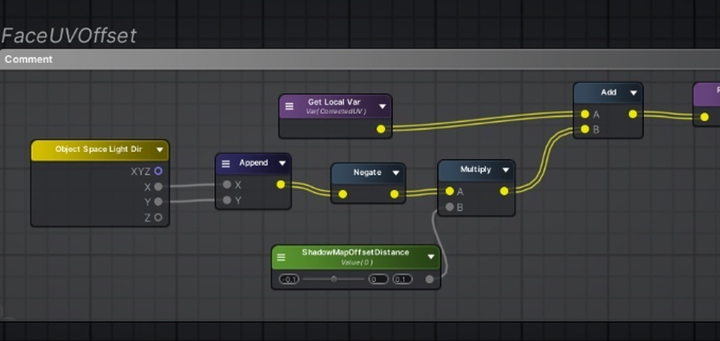 FaceUVOffset
Comment
Get Local Var
Var( CorrectedUV )
Add
A
B
Object Space Light Dir
XYZ
X
Y
Z
Append
X
Y
Negate
Multiply
A
B
ShadowMapOffsetDistance
Value( 0 )
-0.1
0
0.1